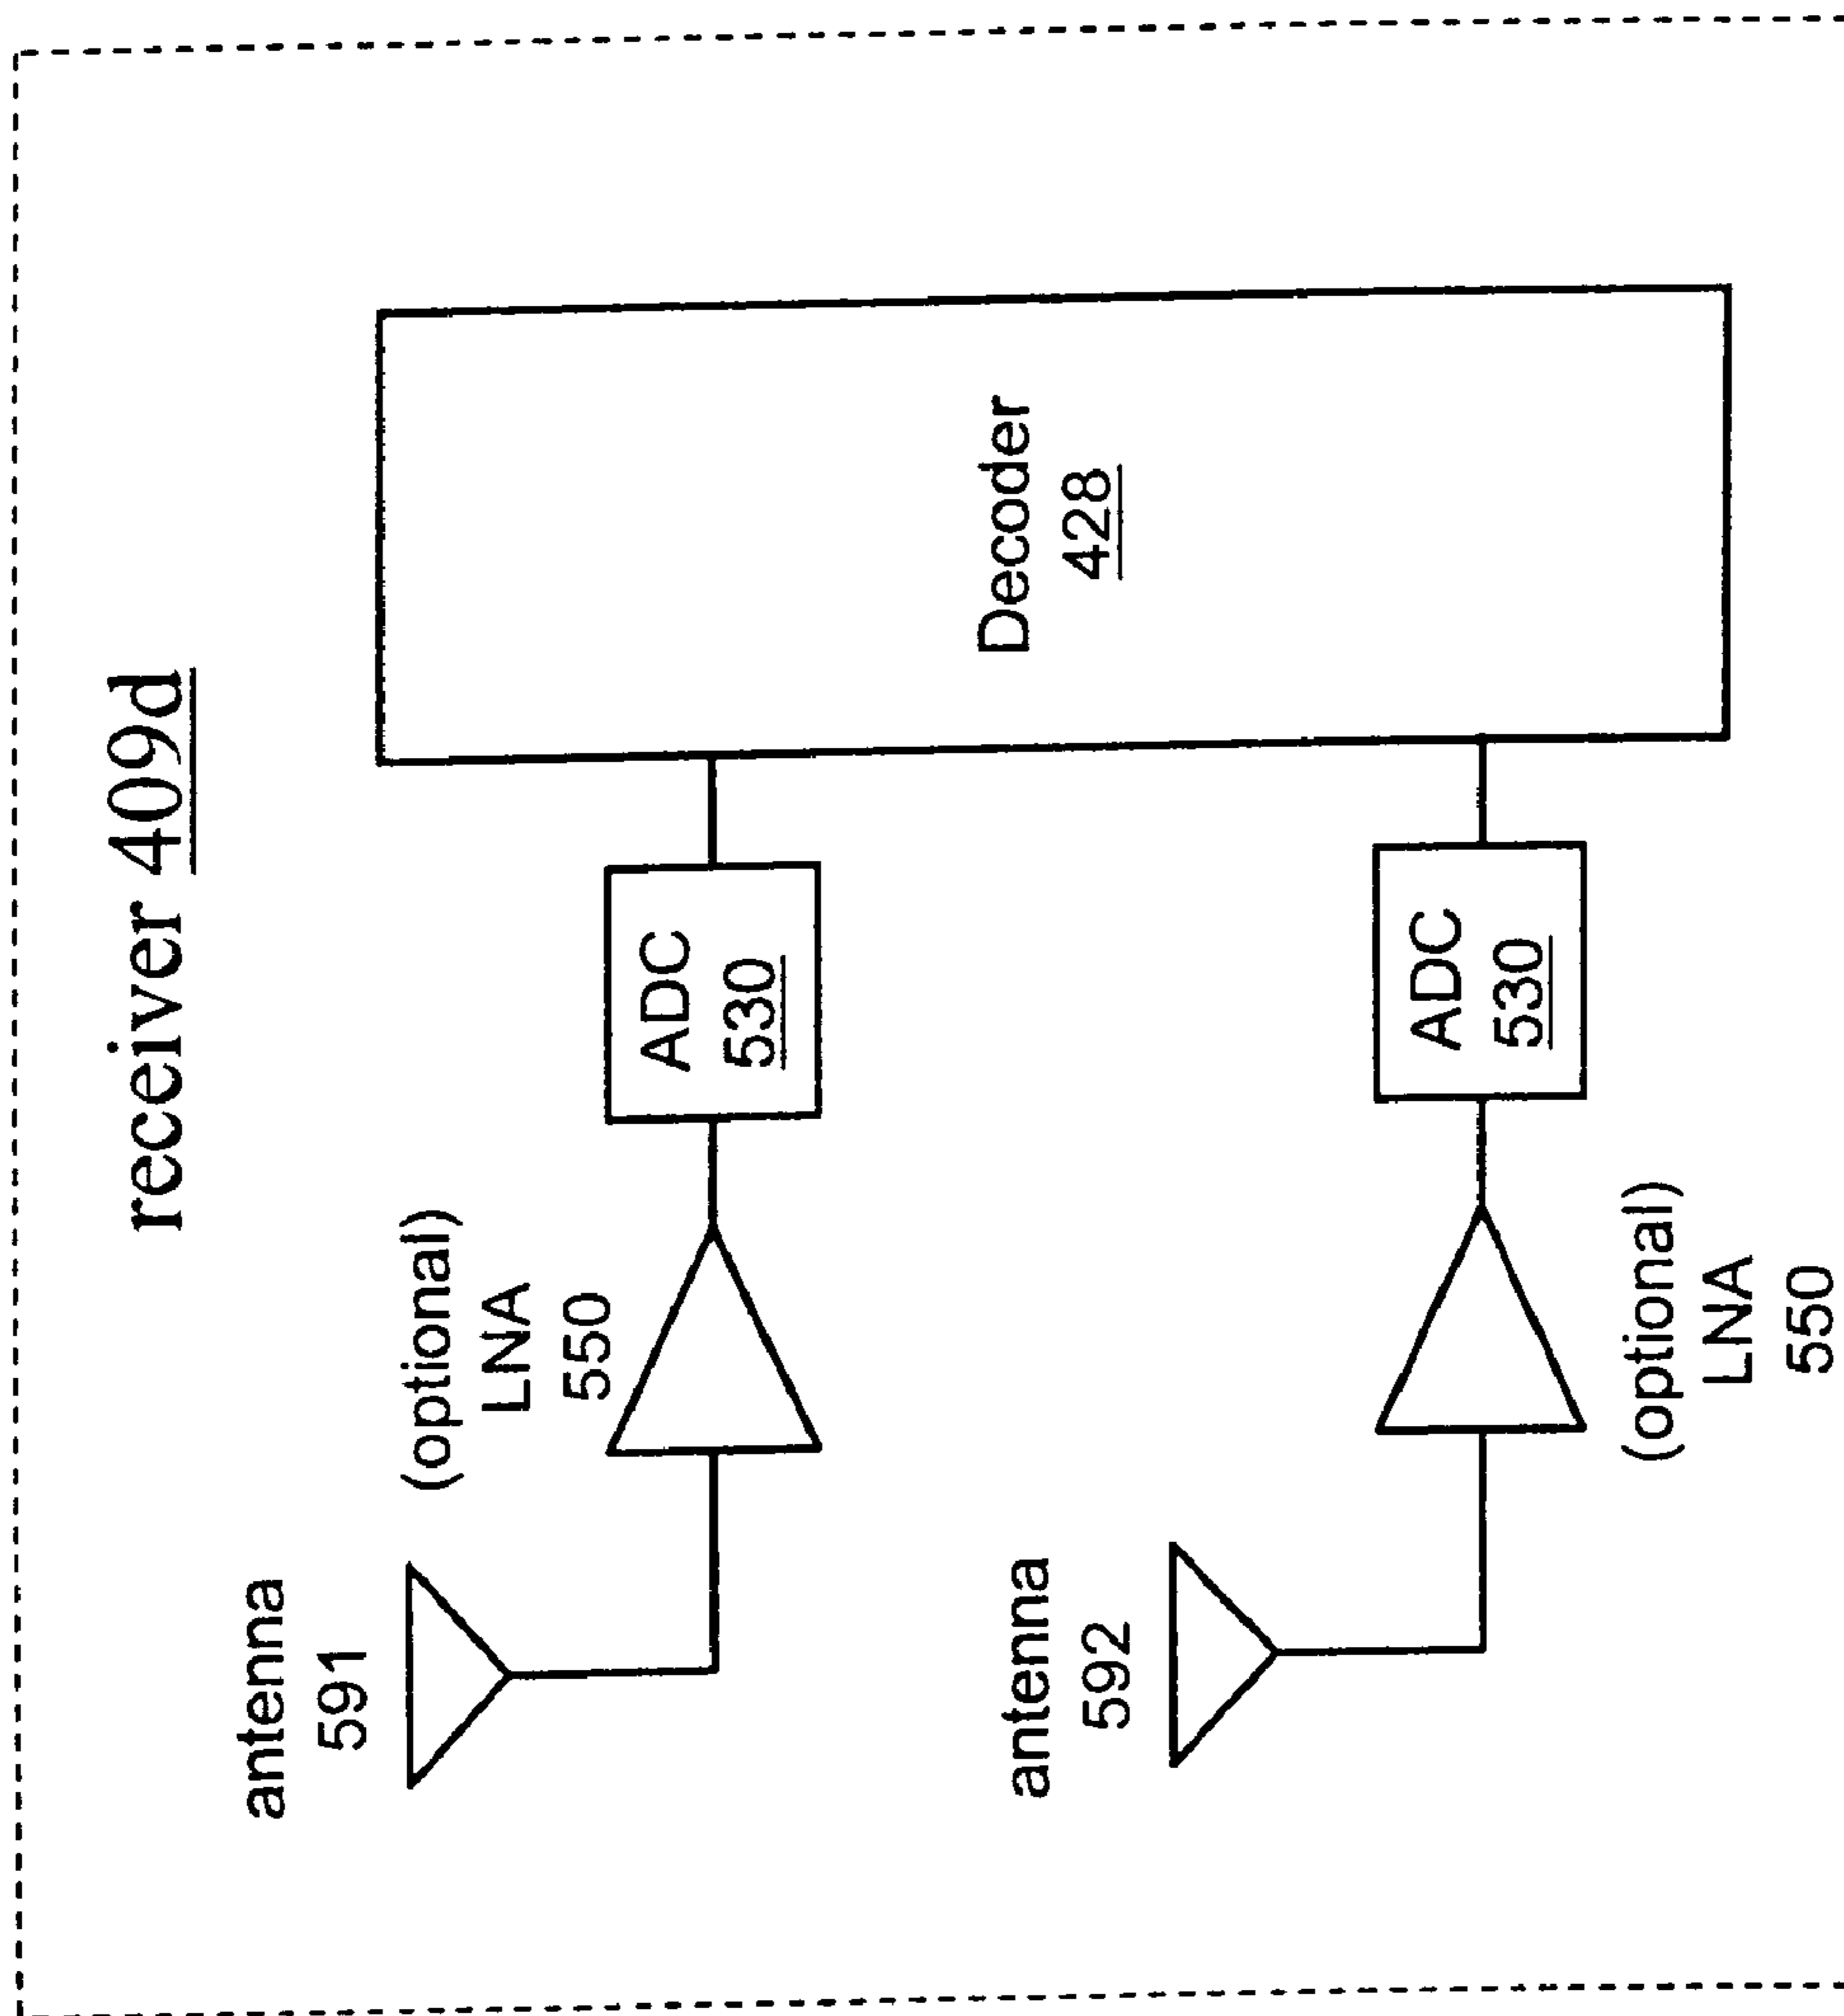 receiver 409d
antenna
591
(optional)
LNA
550
ADC
530
Decoder
428
antenna
592
ADC
530
(optional)
LNA
550